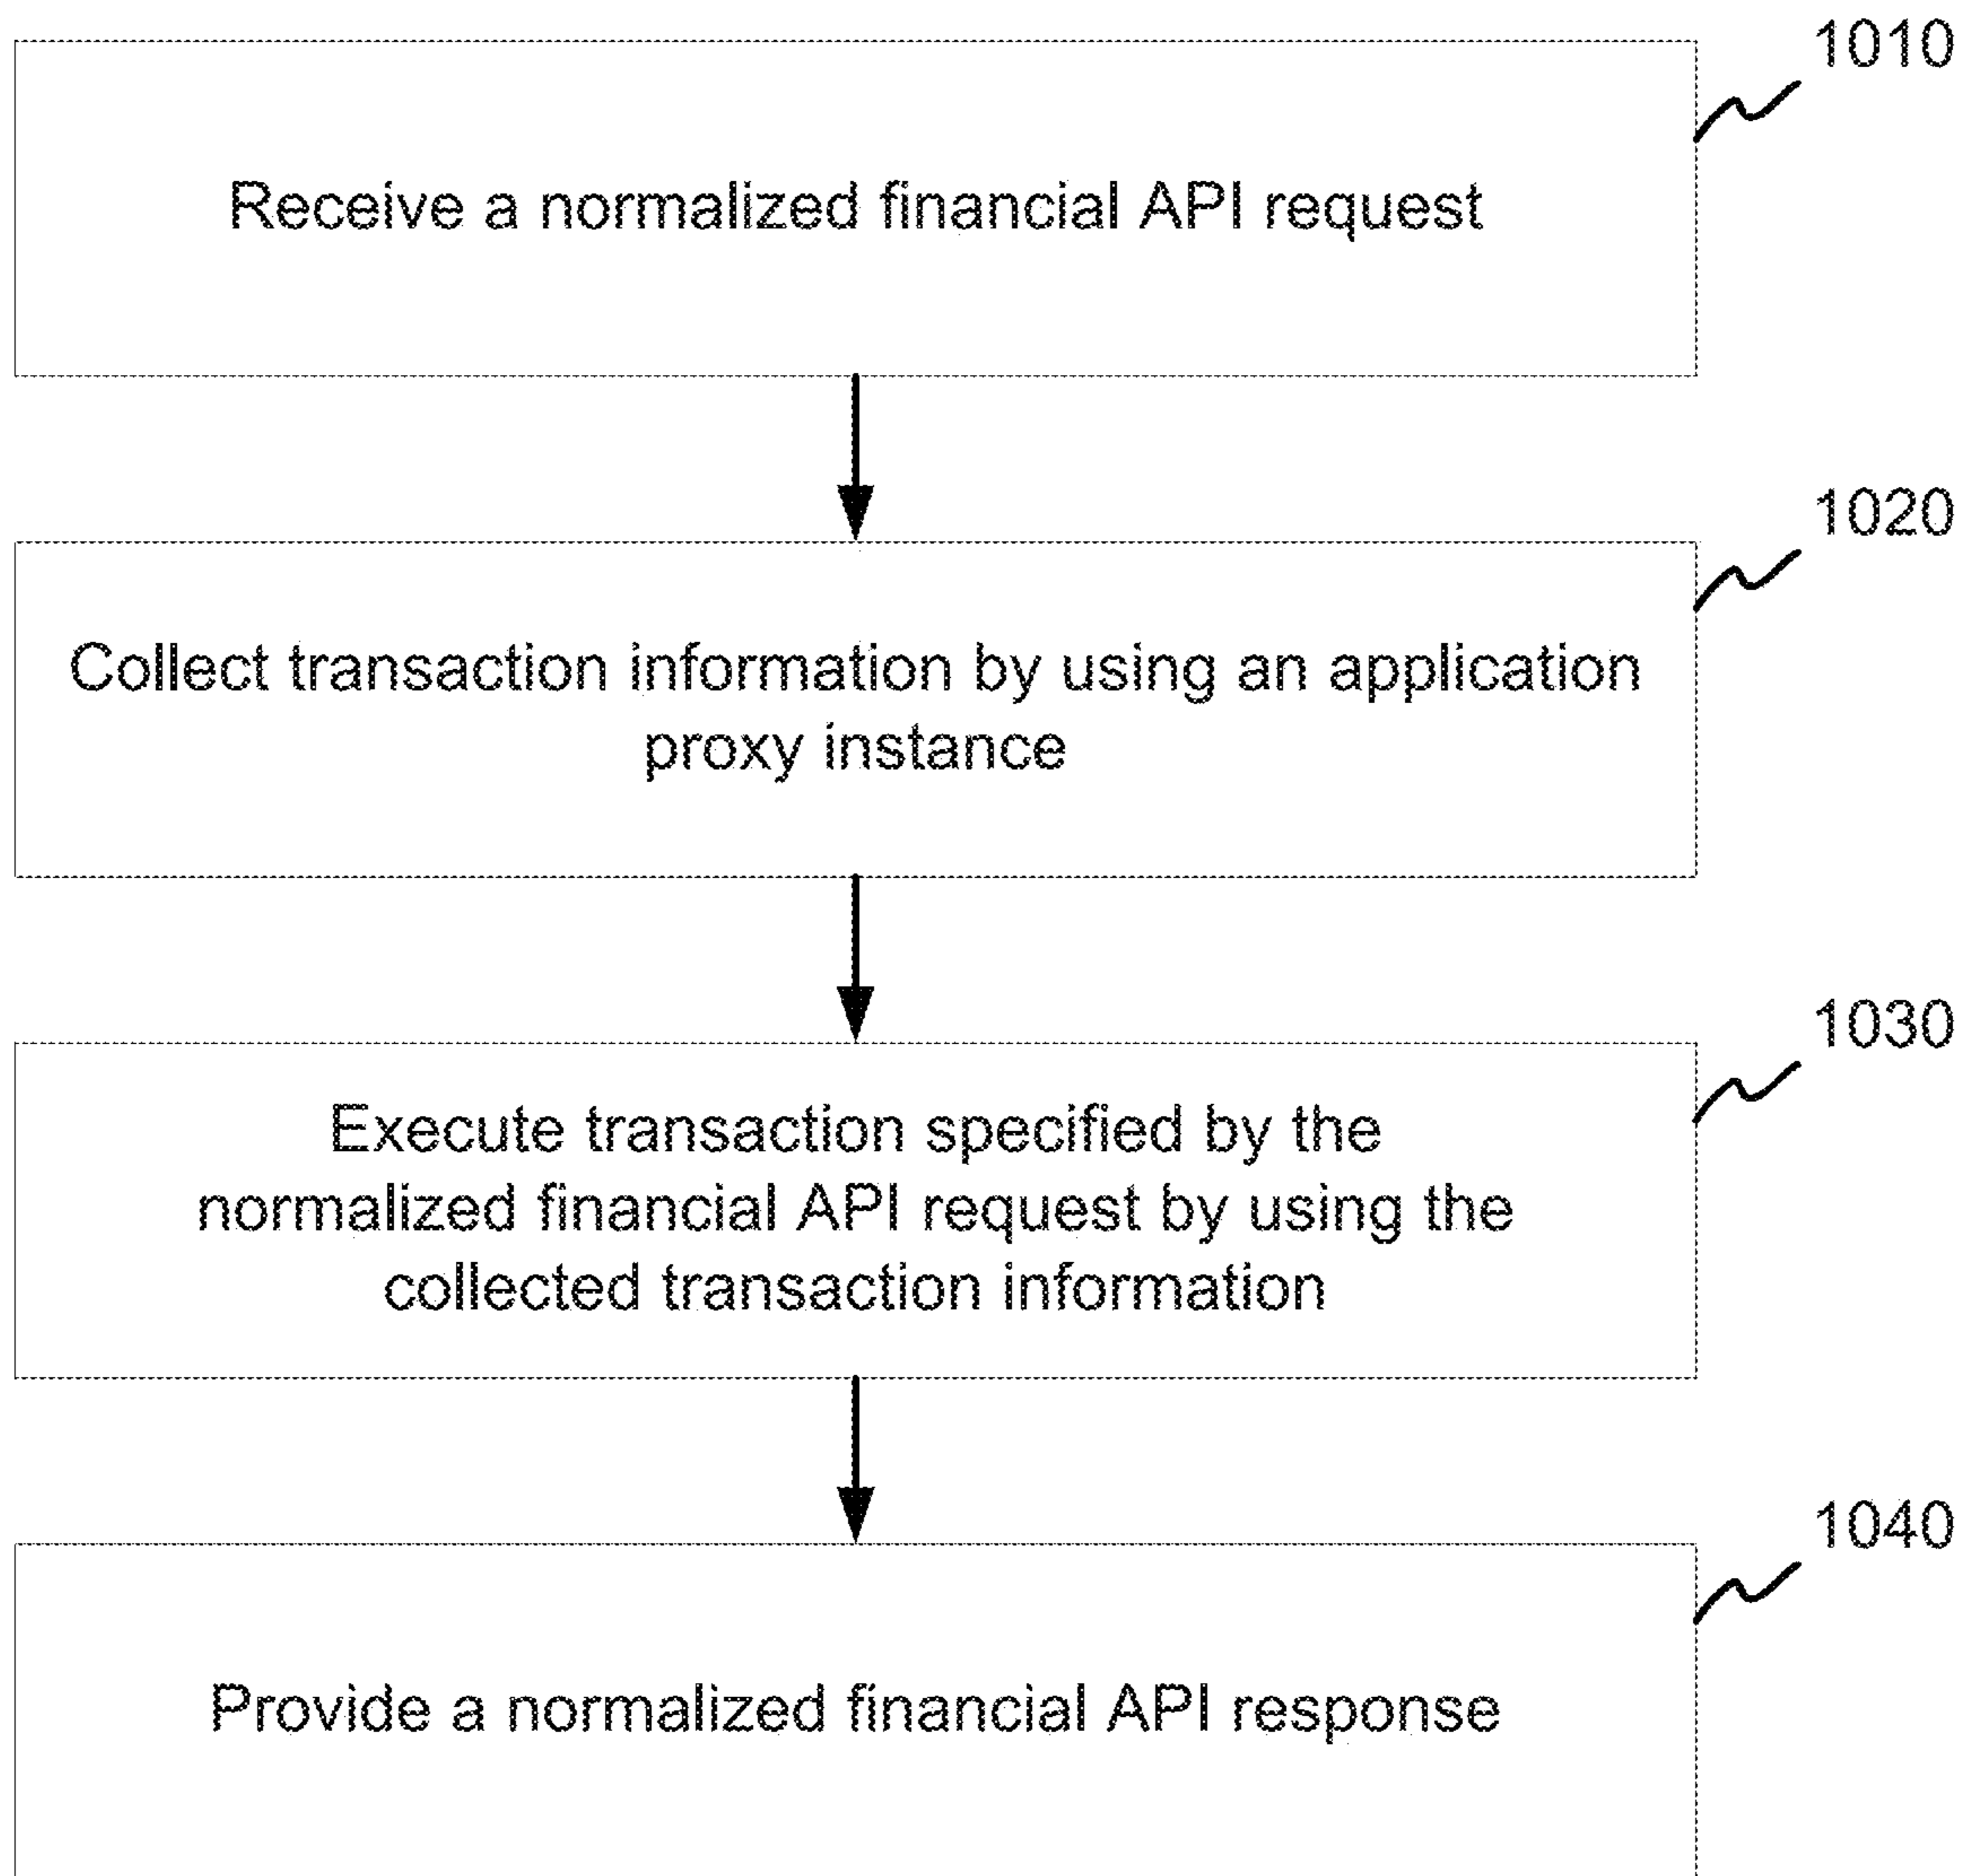 1010
Receive a normalized financial API request
1020
Collect transaction information by using an application
proxy instance
1030
Execute transaction specified by the
normalized financial API request by using the
collected transaction information
1040
Provide a normalized financial API response